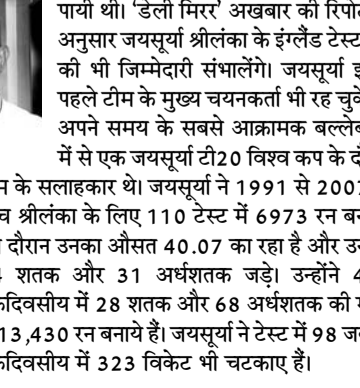 पायी थी। ‘डेली मिरर’ अखबार की रिपो
अनुसार जयसूर्या श्रीलंका के इंग्लैंड टेस्ट
की भी जिम्मेदारी संभालेंगे। जयसूर्या इ
पहले टीम के मुख्य चयनकर्ता भी रह चुवे
अपने समय के सबसे आक्रामक बल्लेब
में से एक जयसूर्या टी20 विश्व कप के दौ
म के सलाहकार थे। जयसूर्या ने 1991 से 2007
च श्रीलंका के लिए 110 टेस्ट में 6973 रन बन
दौरान उनका औसत 40.07 का रहा है और उन
शतक और 31 अर्धशतक जड़े। उन्होंने 4
कदिवसीय में 28 शतक और 68 अर्धशतक की म
13,430 रन बनाये हैं। जयसूर्या ने टेस्ट में 98 ज
कदिवसीय में 323 विकेट भी चटकाए हैं।